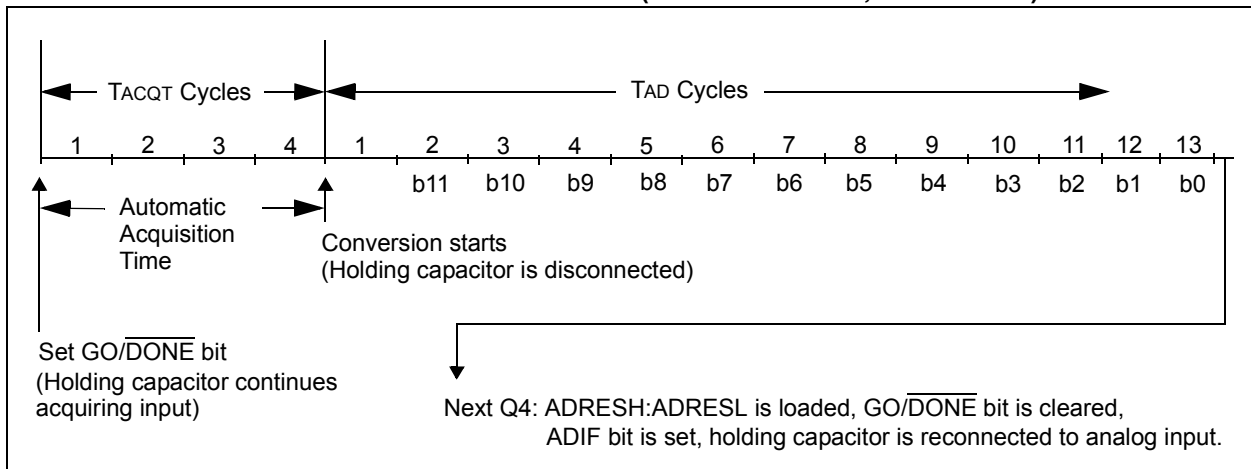 TACQT Cycles TAD Cycles
1 2 3 4 1 2 3 4 5 6 7 8 9 10 11 12 13
b11 b10 b9 b8 b7 b6 b5 b4 b3 b2 b1 b0
Automatic
Acquisition
Time
Conversion starts
(Holding capacitor is disconnected)
Set GO/DONE bit
(Holding capacitor continues
acquiring input)
Next Q4: ADRESH:ADRESL is loaded, GO/DONE bit is cleared,
ADIF bit is set, holding capacitor is reconnected to analog input.